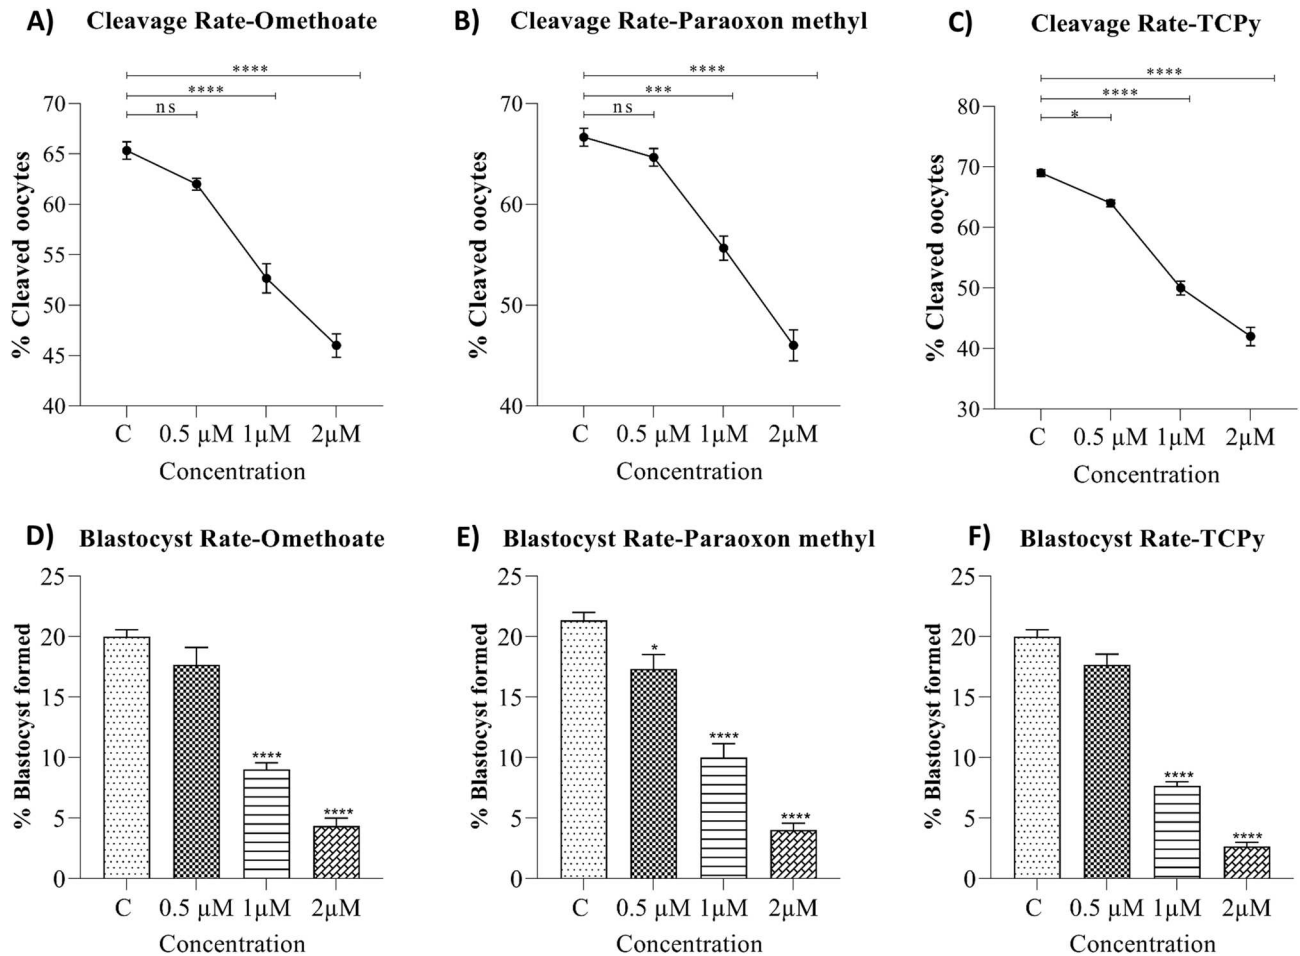 A) Cleavage Rate-Omethoate
****
****
ns
% Cleaved oocytes
70
65
60
55
50
45
40
C 0.5 µM 1µM 2µM
Concentration
B) Cleavage Rate-Paraoxon methyl
****
***
ns
% Cleaved oocytes
70
60
50
40
C 0.5 µM 1µM 2µM
Concentration
C) Cleavage Rate-TCPy
****
****
*
% Cleaved oocytes
80
70
60
50
40
30
C 0.5 µM 1µM 2µM
Concentration
D) Blastocyst Rate-Omethoate
% Blastocyst formed
25
20
15
10
5
0
****
****
C 0.5 µM 1µM 2µM
Concentration
E) Blastocyst Rate-Paraoxon methyl
% Blastocyst formed
25
20
15
10
5
0
*
****
****
C 0.5 µM 1µM 2µM
Concentration
F) Blastocyst Rate-TCPy
% Blastocyst formed
25
20
15
10
5
0
****
****
C 0.5 µM 1µM 2µM
Concentration